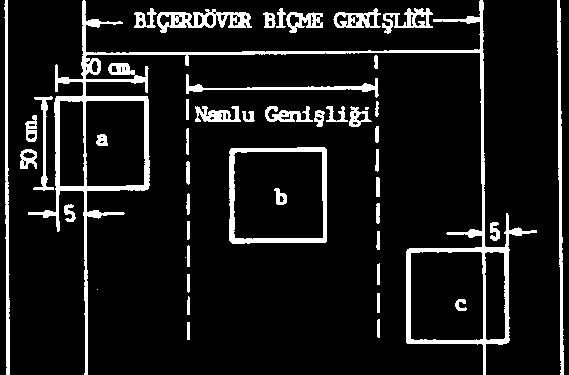 BİÇERDÖVER BİÇME GENİŞLİĞİ
50 cm.
Namlu Genişliği
50 cm.
a
b
5
5
c